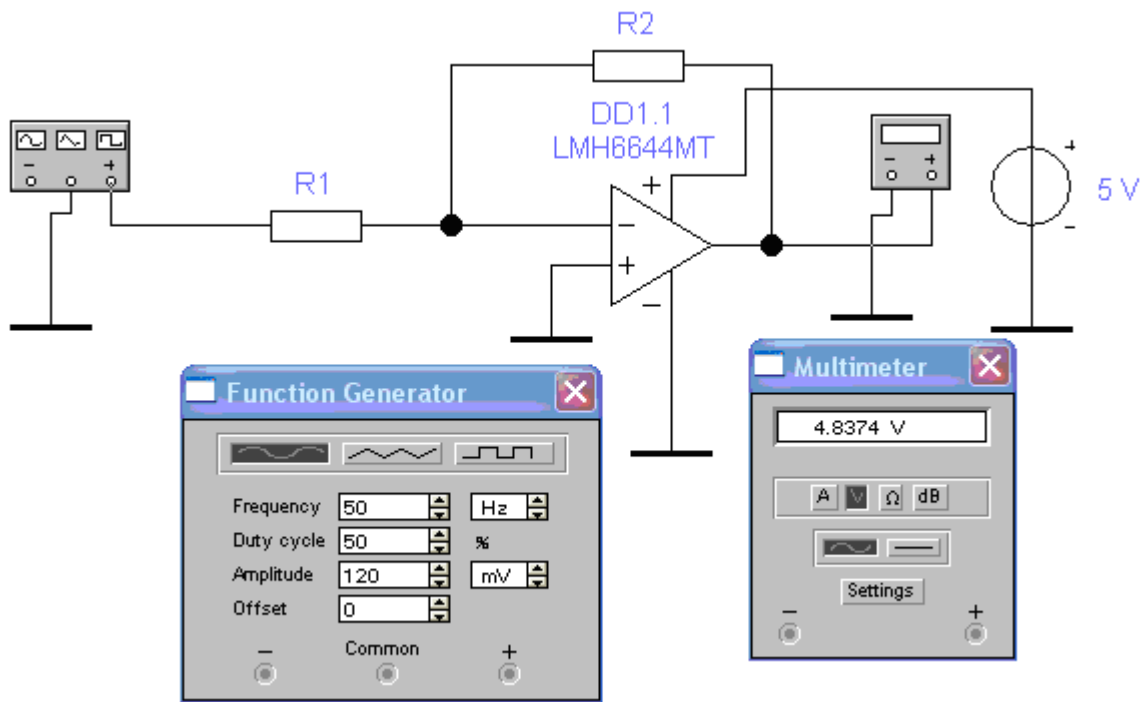 R2
DD1.1
LMH6644MT
R1
5 V
+
-
-
+
-
+
+
-
-
+
Function Generator
Frequency 50 Hz
Duty cycle 50 %
Amplitude 120 mV
Offset 0
- Common +
Multimeter
4.8374 V
A V Ω dB
Settings
- +